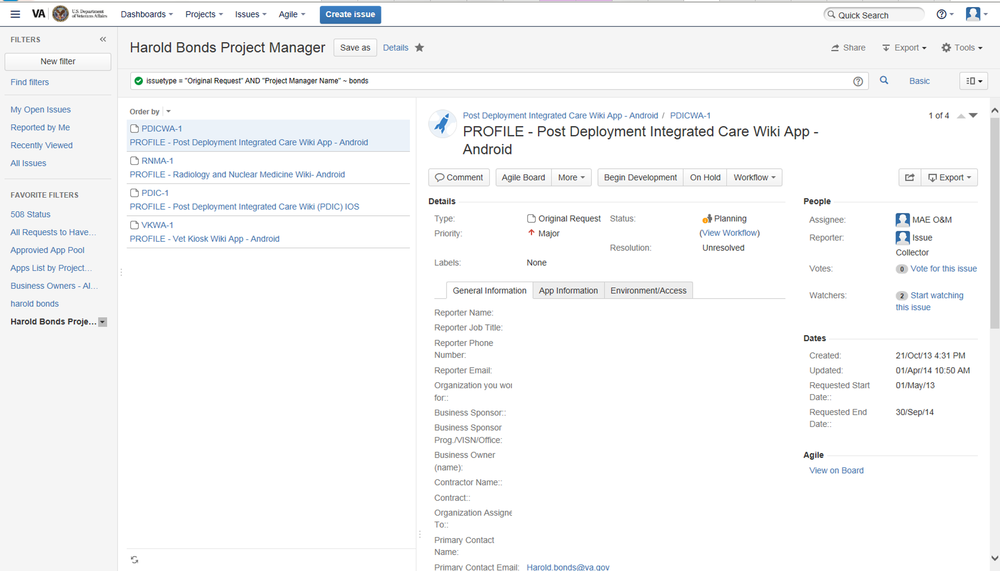 VA U.S. Department of Veterans Affairs Dashboards Projects Issues Agile Create issue Quick Search
FILTERS
New filter
Find filters
My Open Issues
Reported by Me
Recently Viewed
All Issues
FAVORITE FILTERS
508 Status
All Requests to Have...
Approvied App Pool
Apps List by Project...
Business Owners - Al...
harold bonds
Harold Bonds Proje...
Harold Bonds Project Manager Save as Details Share Export Tools
issuetype = "Original Request" AND "Project Manager Name" ~ bonds Basic
Order by
PDICWA-1
PROFILE - Post Deployment Integrated Care Wiki App - Android
RNMA-1
PROFILE - Radiology and Nuclear Medicine Wiki- Android
PDIC-1
PROFILE - Post Deployment Integrated Care Wiki (PDIC) IOS
VKWA-1
PROFILE - Vet Kiosk Wiki App - Android
Post Deployment Integrated Care Wiki App - Android / PDICWA-1 1 of 4
PROFILE - Post Deployment Integrated Care Wiki App -
Android
Comment Agile Board More Begin Development On Hold Workflow Export
Details
Type: Original Request Status: Planning
Priority: Major (View Workflow)
Resolution: Unresolved
Labels: None
General Information App Information Environment/Access
Reporter Name:
Reporter Job Title:
Reporter Phone
Number:
Reporter Email:
Organization you wor
for::
Business Sponsor::
Business Sponsor
Prog./VISN/Office:
Business Owner
(name):
Contractor Name::
Contract::
Organization Assigne
To::
Primary Contact
Name:
Primary Contact Email: Harold.bonds@va.gov
People
Assignee: MAE O&M
Reporter: Issue
Collector
Votes: 0 Vote for this issue
Watchers: 2 Start watching
this issue
Dates
Created: 21/Oct/13 4:31 PM
Updated: 01/Apr/14 10:50 AM
Requested Start 01/May/13
Date::
Requested End 30/Sep/14
Date::
Agile
View on Board